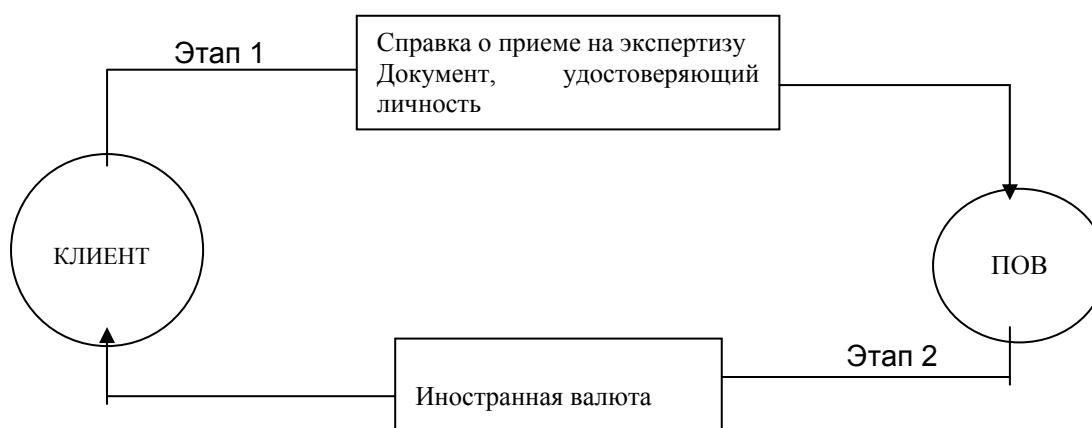 Этап 1
Справка о приеме на экспертизу
Документ, удостоверяющий
личность
КЛИЕНТ
ПОВ
Этап 2
Иностранная валюта